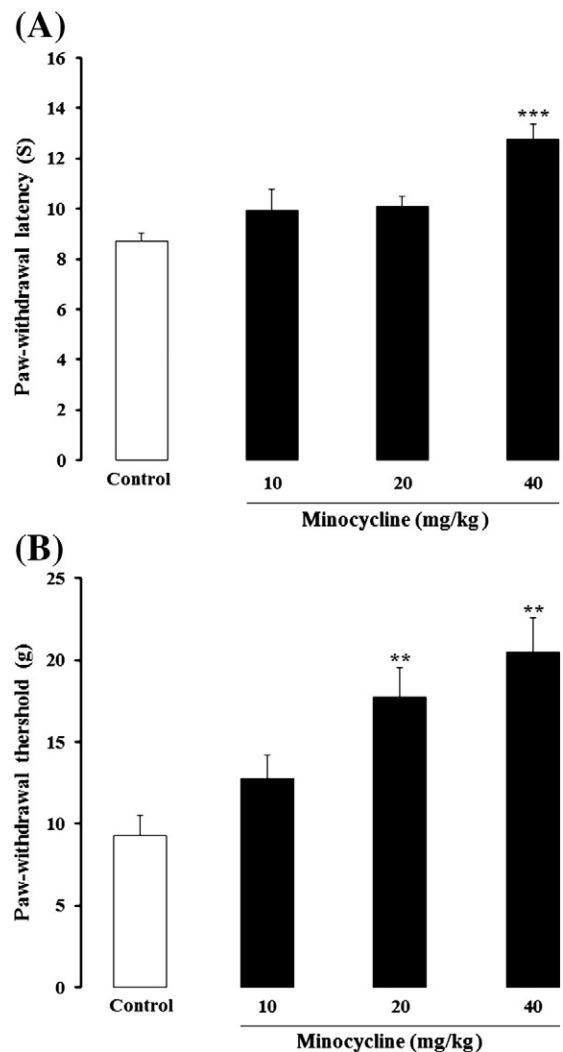 (A)
Paw-withdrawal latency (S)
16
14
12
10
8
6
4
2
0
***
Control
10 20 40
Minocycline (mg/kg )
(B)
Paw-withdrawal thershold (g)
25
20
15
10
5
0
**
**
Control
10 20 40
Minocycline (mg/kg)